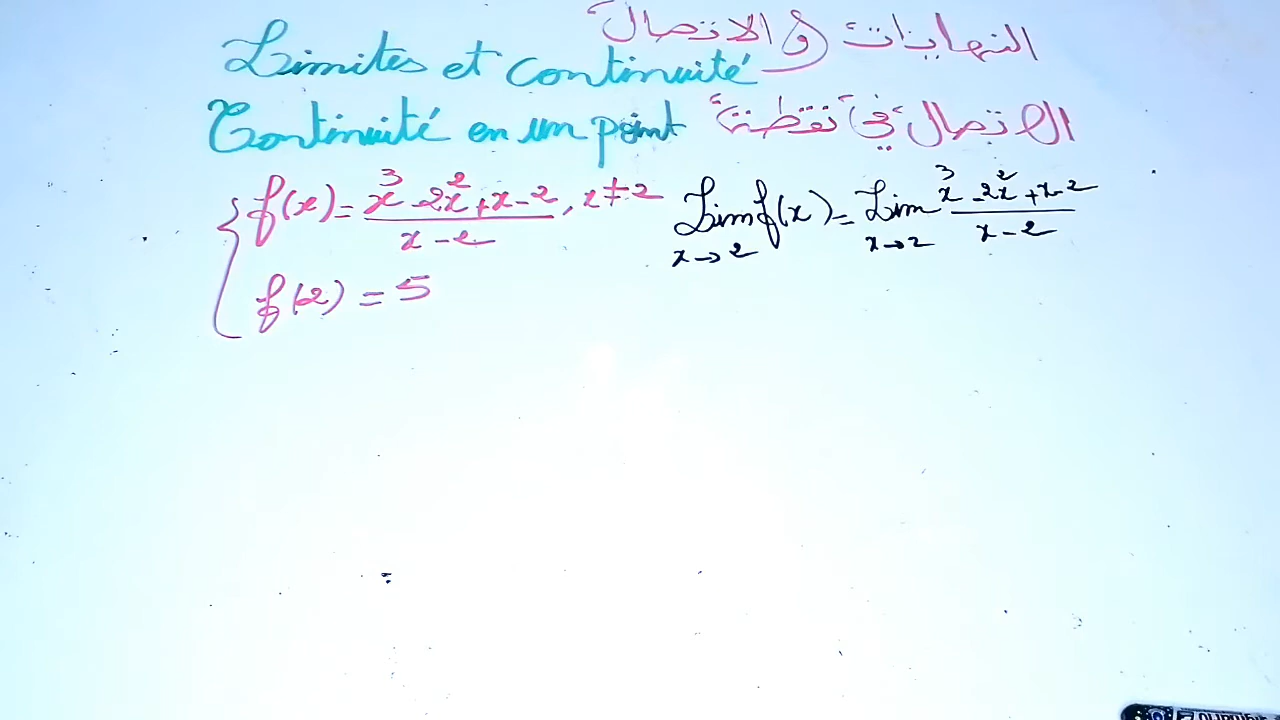 النهايات و الاتصال
Limites et continuité
Continuité en un point الاتصال في نقطة
f(x) = (x³ - 2x² + x - 2)/(x - 2), x ≠ 2 Lim x→2 f(x) = Lim x→2 (x³ - 2x² + x - 2)/(x - 2)
f(2) = 5